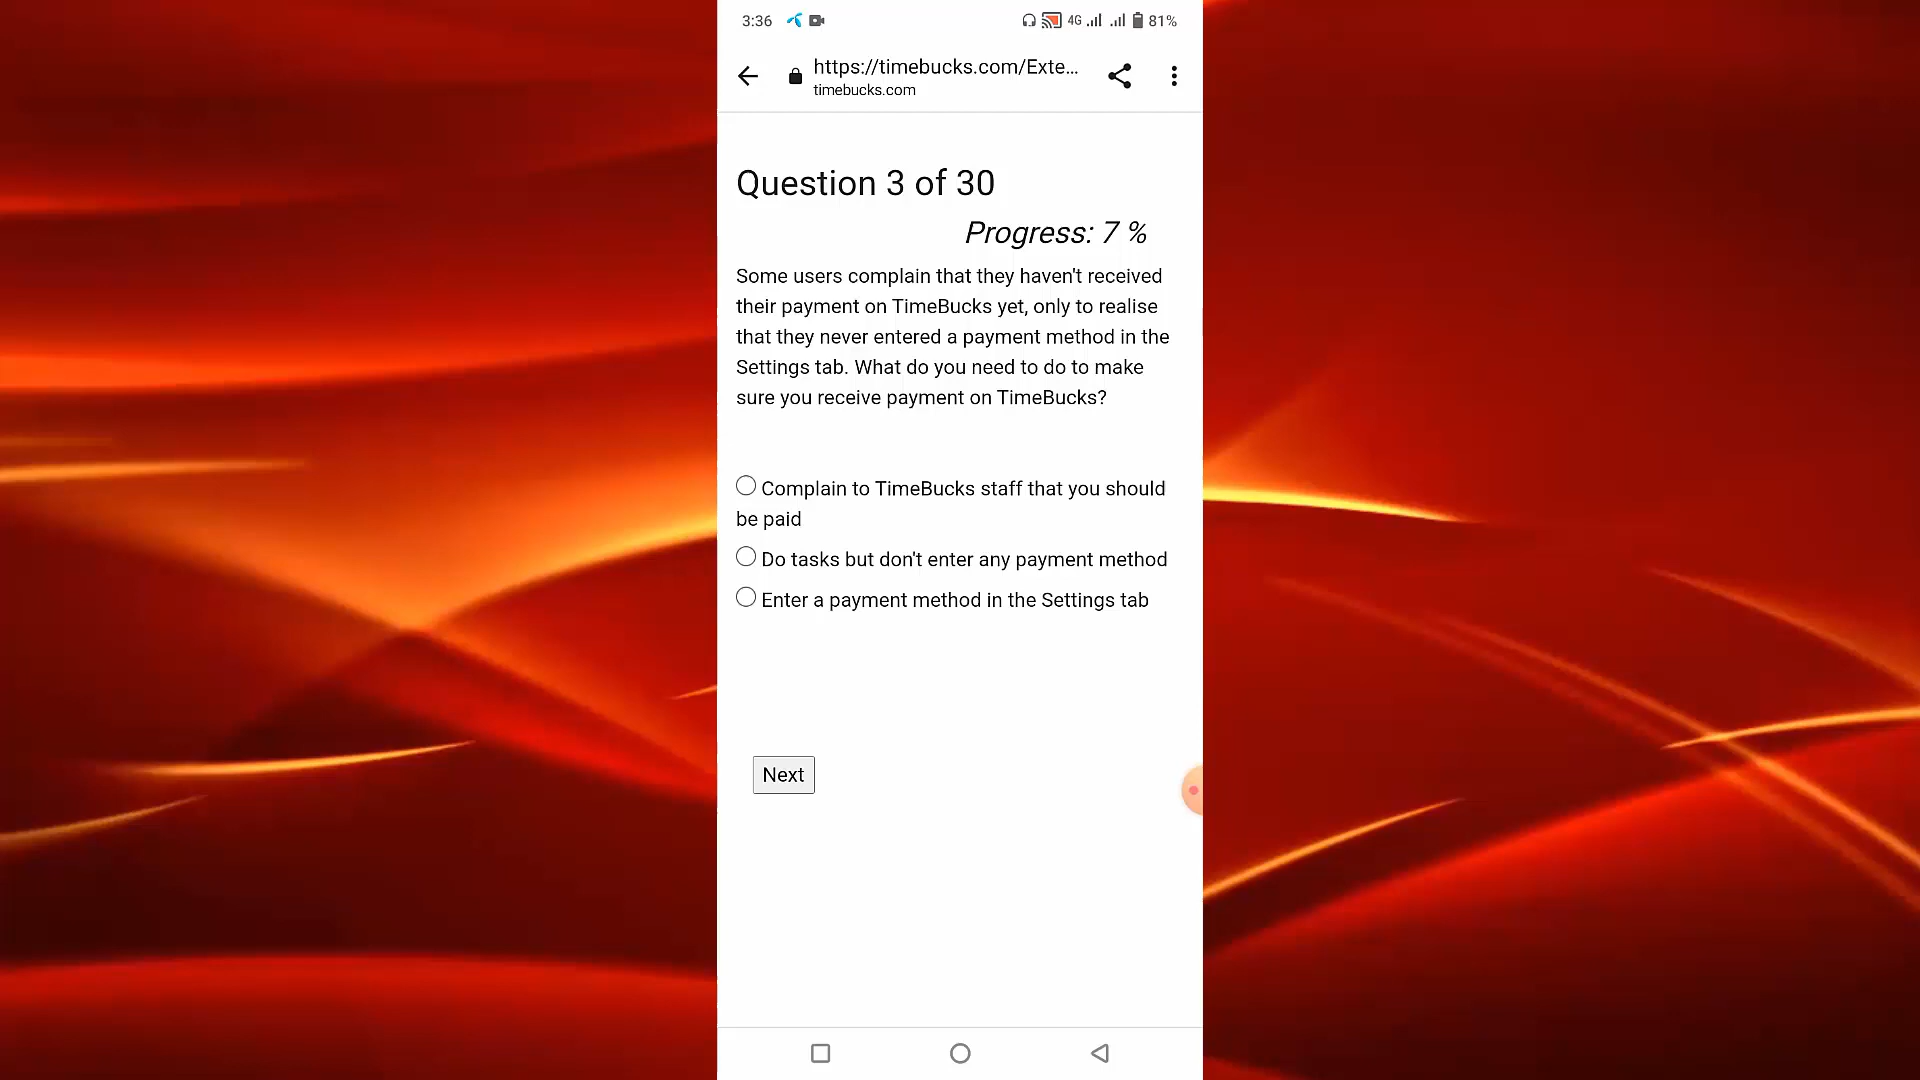 3:36
4G
81%
https://timebucks.com/Exte...
timebucks.com
Question 3 of 30
Progress: 7 %
Some users complain that they haven't received
their payment on TimeBucks yet, only to realise
that they never entered a payment method in the
Settings tab. What do you need to do to make
sure you receive payment on TimeBucks?
Complain to TimeBucks staff that you should
be paid
Do tasks but don't enter any payment method
Enter a payment method in the Settings tab
Next